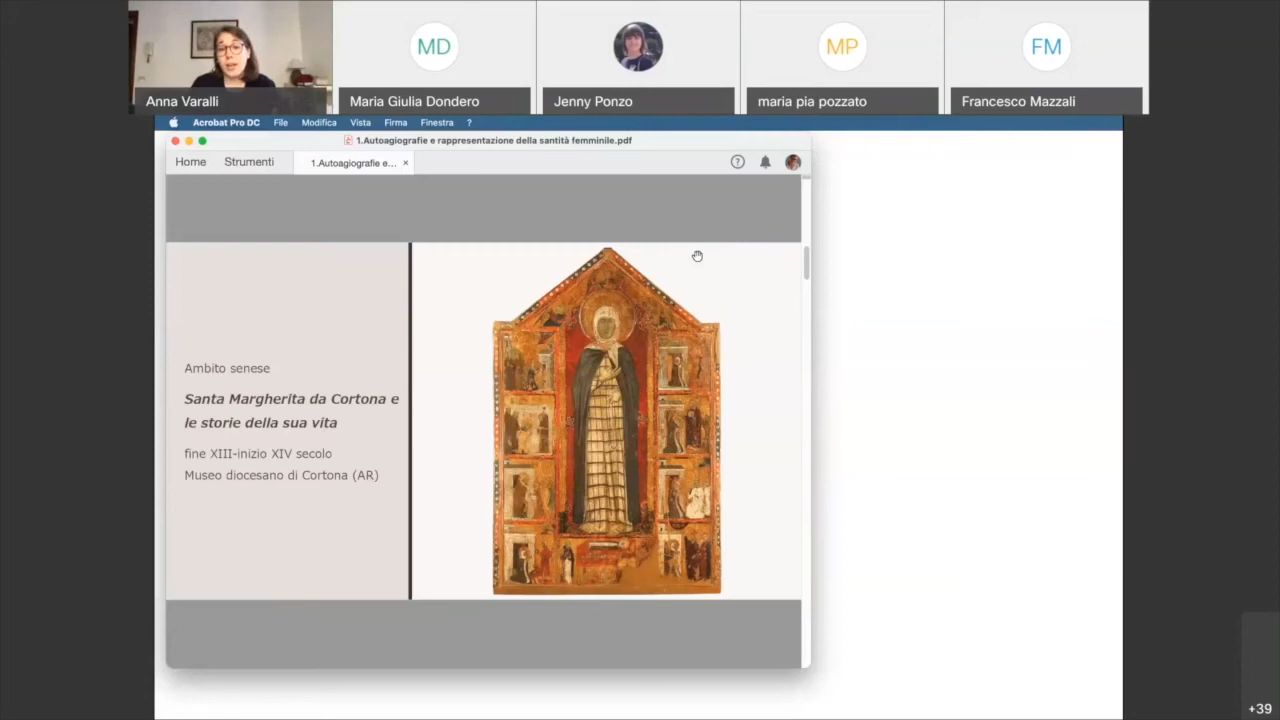 MD
MP
FM
Anna Varalli
Maria Giulia Dondero
Jenny Ponzo
maria pia pozzato
Francesco Mazzali
Acrobat Pro DC File Modifica Vista Firma Finestra ?
1.Autoagiografie e rappresentazione della santità femminile.pdf
Home Strumenti 1.Autoagiografie e... ×
Ambito senese
Santa Margherita da Cortona e
le storie della sua vita
fine XIII-inizio XIV secolo
Museo diocesano di Cortona (AR)
+39